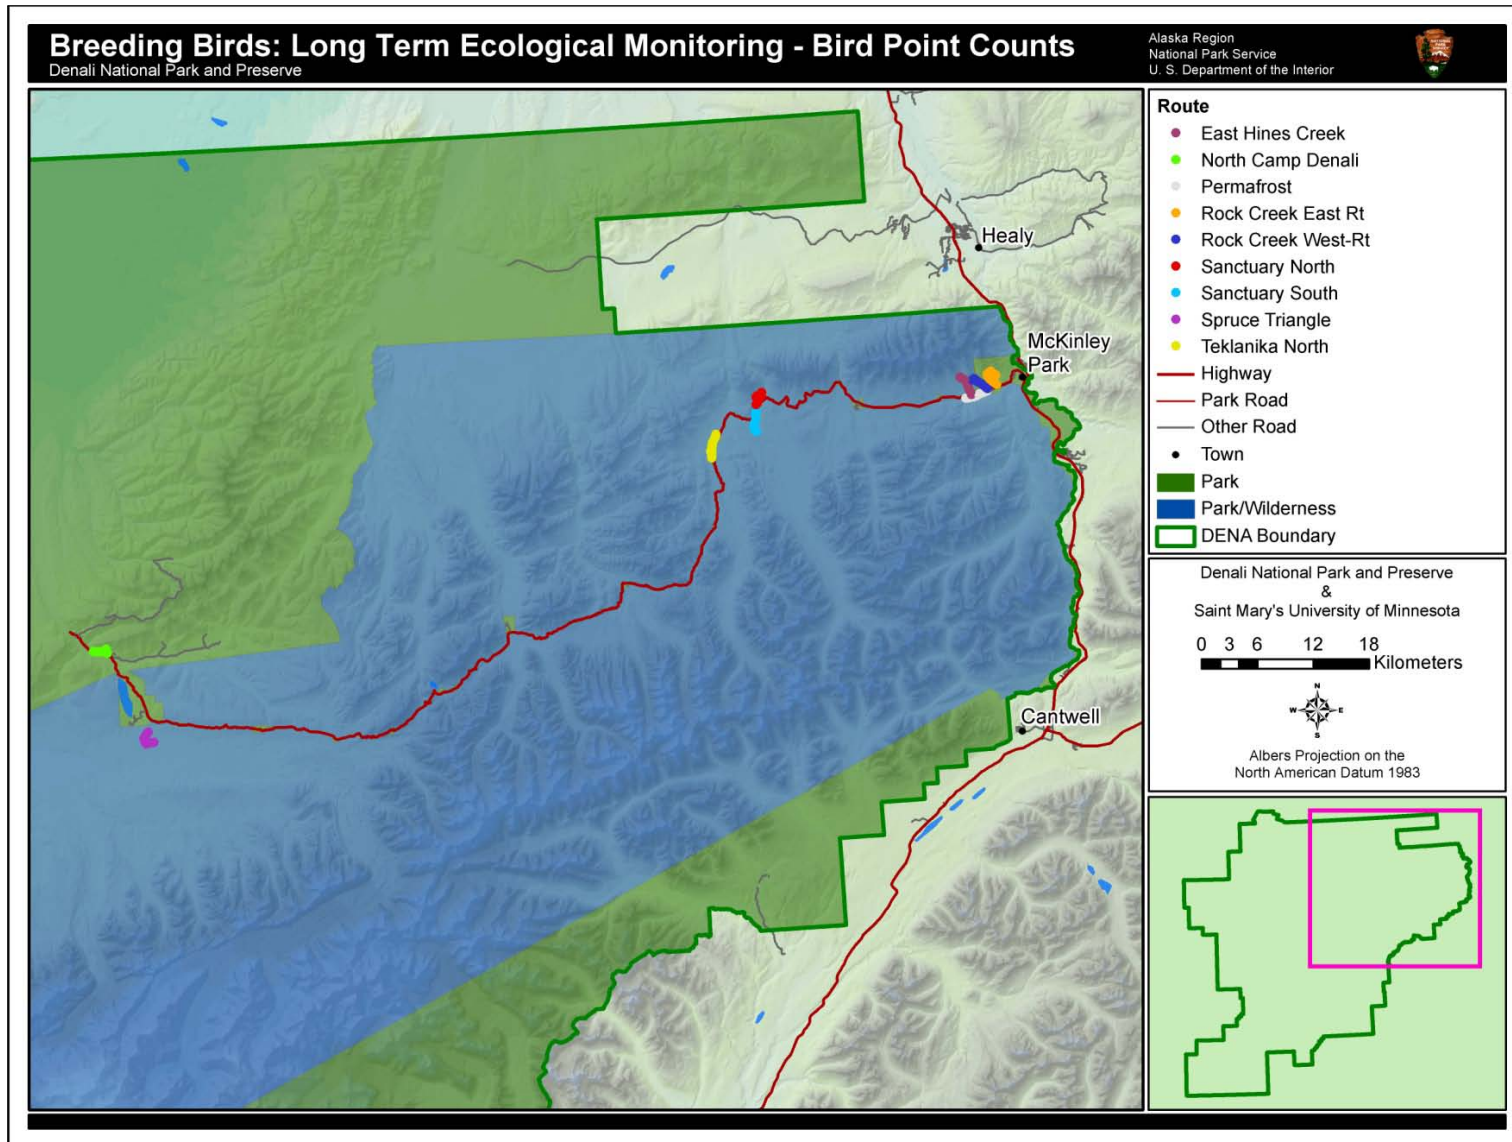 Breeding Birds: Long Term Ecological Monitoring - Bird Point Counts
Denali National Park and Preserve
Alaska Region
National Park Service
U. S. Department of the Interior
Healy
McKinley
Park
Cantwell
Route
East Hines Creek
North Camp Denali
Permafrost
Rock Creek East Rt
Rock Creek West-Rt
Sanctuary North
Sanctuary South
Spruce Triangle
Teklanika North
Highway
Park Road
Other Road
Town
Park
Park/Wilderness
DENA Boundary
Denali National Park and Preserve
&
Saint Mary's University of Minnesota
0 3 6 12 18
Kilometers
N
W E
S
Albers Projection on the
North American Datum 1983